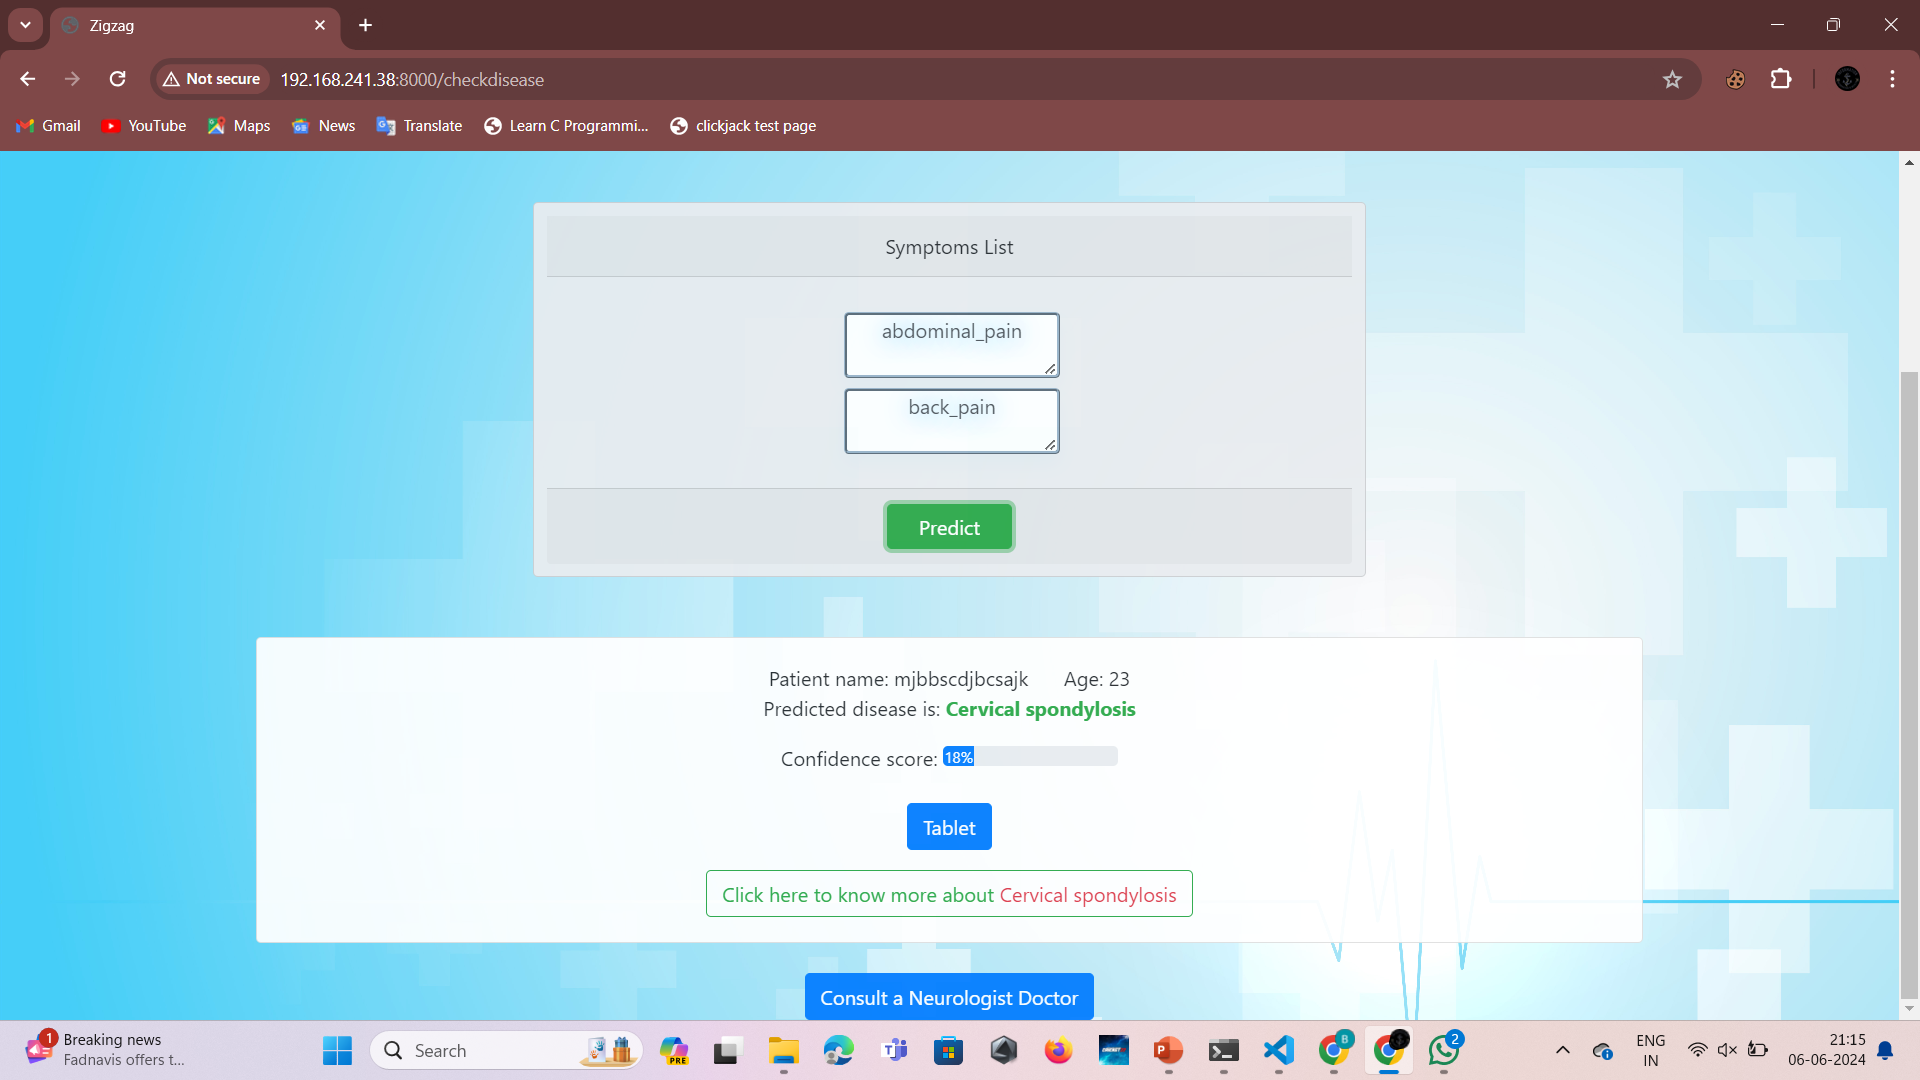 Zigzag
Not secure
192.168.241.38:8000/checkdisease
Gmail
YouTube
Maps
News
Translate
Learn C Programmi...
clickjack test page
Symptoms List
abdominal_pain
back_pain
Predict
Patient name: mjbbscdjbcsajk Age: 23
Predicted disease is: Cervical spondylosis
Confidence score: 18%
Tablet
Click here to know more about Cervical spondylosis
Consult a Neurologist Doctor
1
Breaking news
Fadnavis offers t...
Search
PRE
B
2
ENG
IN
21:15
06-06-2024